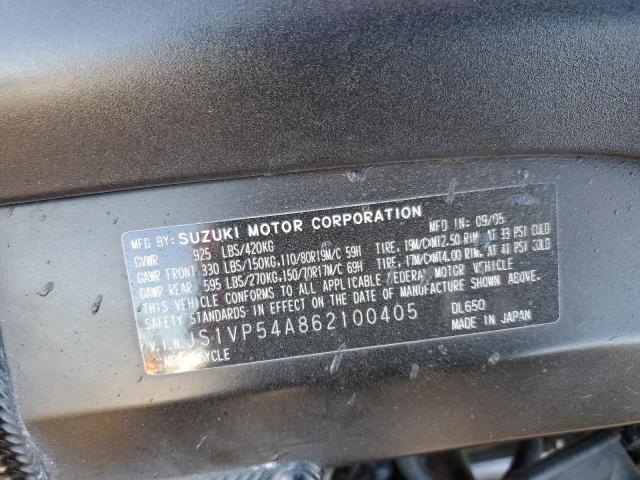 MFD BY: SUZUKI MOTOR CORPORATION MFD IN: 09/05
GVWR 925 LBS/420KG
GAWR FRONT 330 LBS/150KG,110/80R19M/C 59H TIRE, 19M/CXMT2.50 RIM, AT 33 PSI COLD
GAWR REAR 595 LBS/270KG,150/70R17M/C 69H TIRE, 17M/CXMT4.00 RIM, AT 41 PSI COLD
THIS VEHICLE CONFORMS TO ALL APPLICABLE FEDERAL MOTOR VEHICLE
SAFETY STANDARDS IN EFFECT ON THE DATE OF MANUFACTURE SHOWN ABOVE.
V.I.N. JS1VP54A862100405 DL650
MOTORCYCLE MADE IN JAPAN